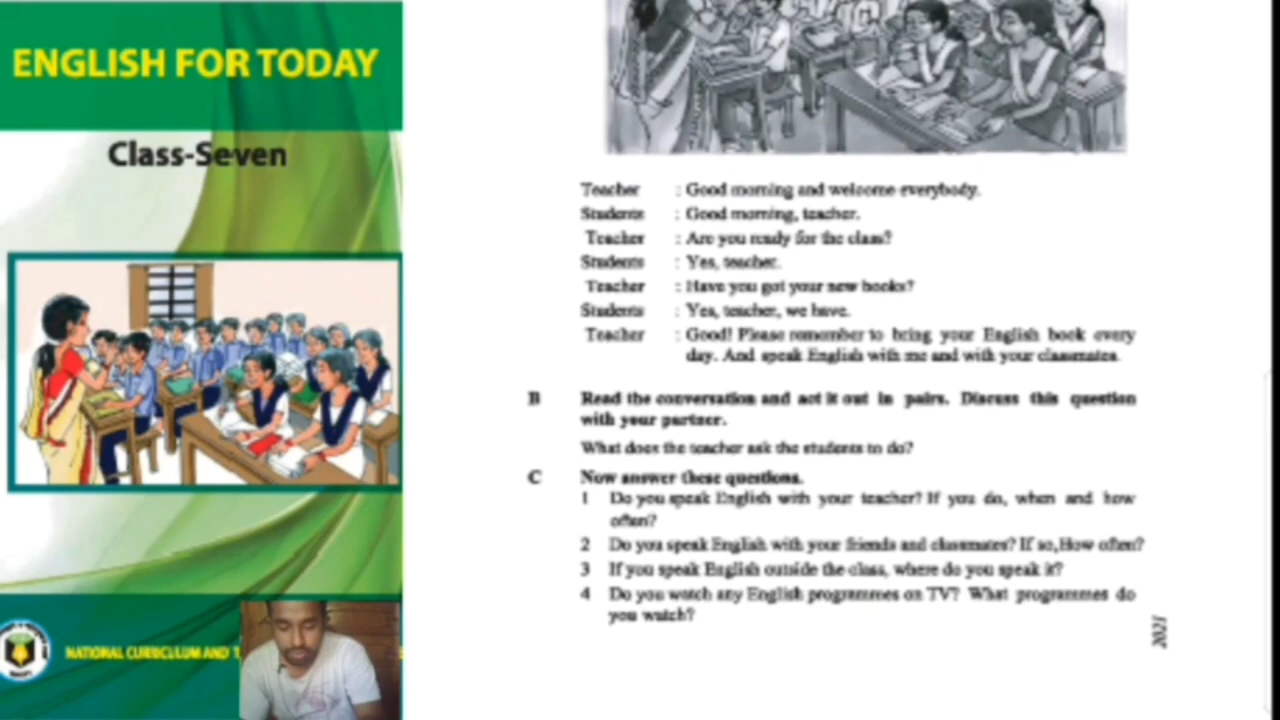 ENGLISH FOR TODAY
Class-Seven
NATIONAL CURRICULUM AND
Teacher : Good morning and welcome everybody.
Students : Good morning, teacher.
Teacher : Are you ready for the class?
Students : Yes, teacher.
Teacher : Have you got your new books?
Students : Yes, teacher, we have.
Teacher : Good! Please remember to bring your English book every
day. And speak English with me and with your classmates.
B Read the conversation and act it out in pairs. Discuss this question
with your partner.
What does the teacher ask the students to do?
C Now answer these questions.
1 Do you speak English with your teacher? If you do, when and how
often?
2 Do you speak English with your friends and classmates? If so,How often?
3 If you speak English outside the class, where do you speak it?
4 Do you watch any English programmes on TV? What programmes do
you watch?
2021